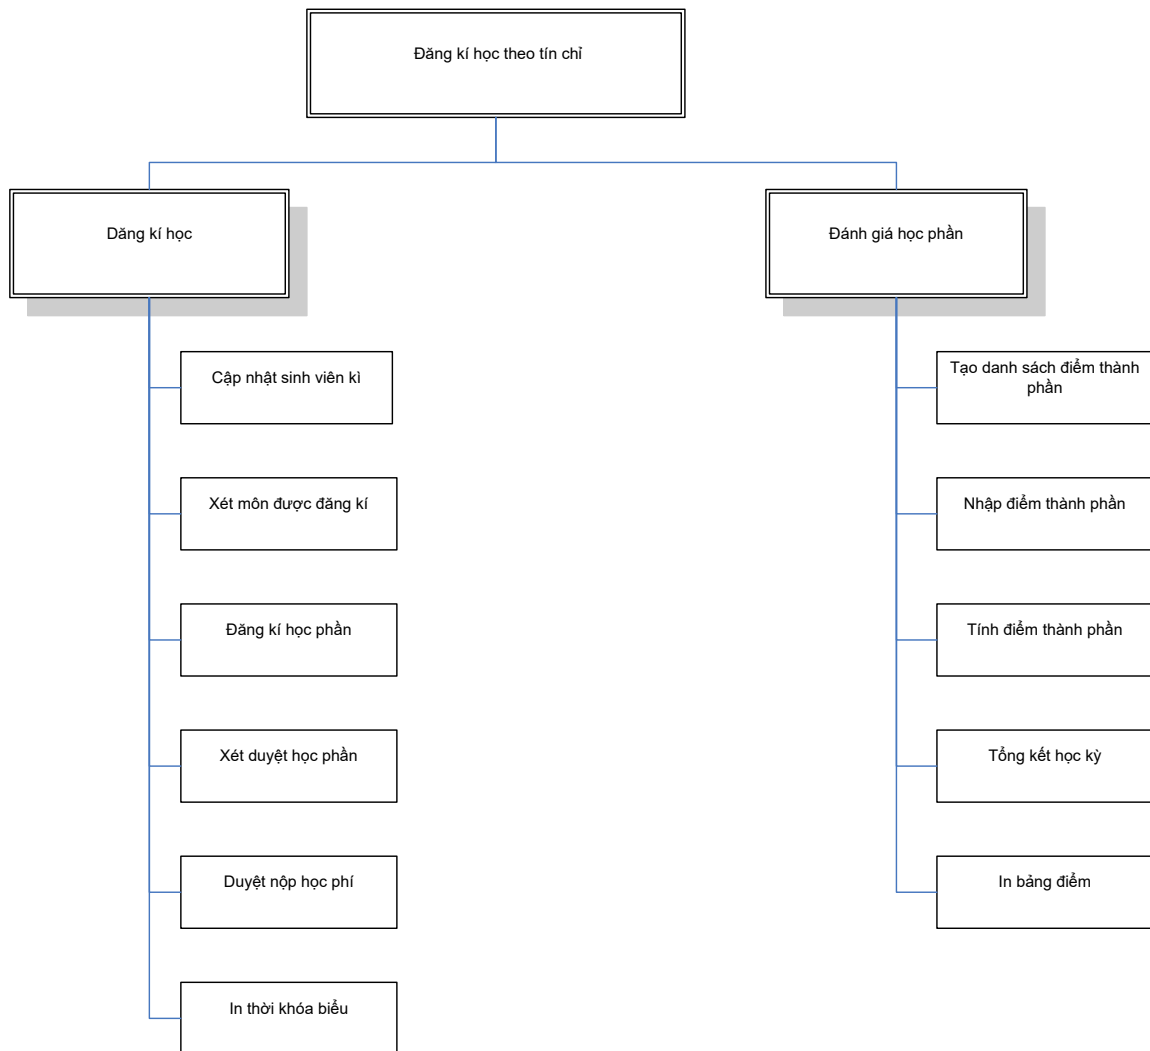 Đăng kí học theo tín chỉ
Dăng kí học
Đánh giá học phần
Cập nhật sinh viên kì
Xét môn được đăng kí
Đăng kí học phần
Xét duyệt học phần
Duyệt nộp học phí
In thời khóa biểu
Tạo danh sách điểm thành
phần
Nhập điểm thành phần
Tính điểm thành phần
Tổng kết học kỳ
In bảng điểm